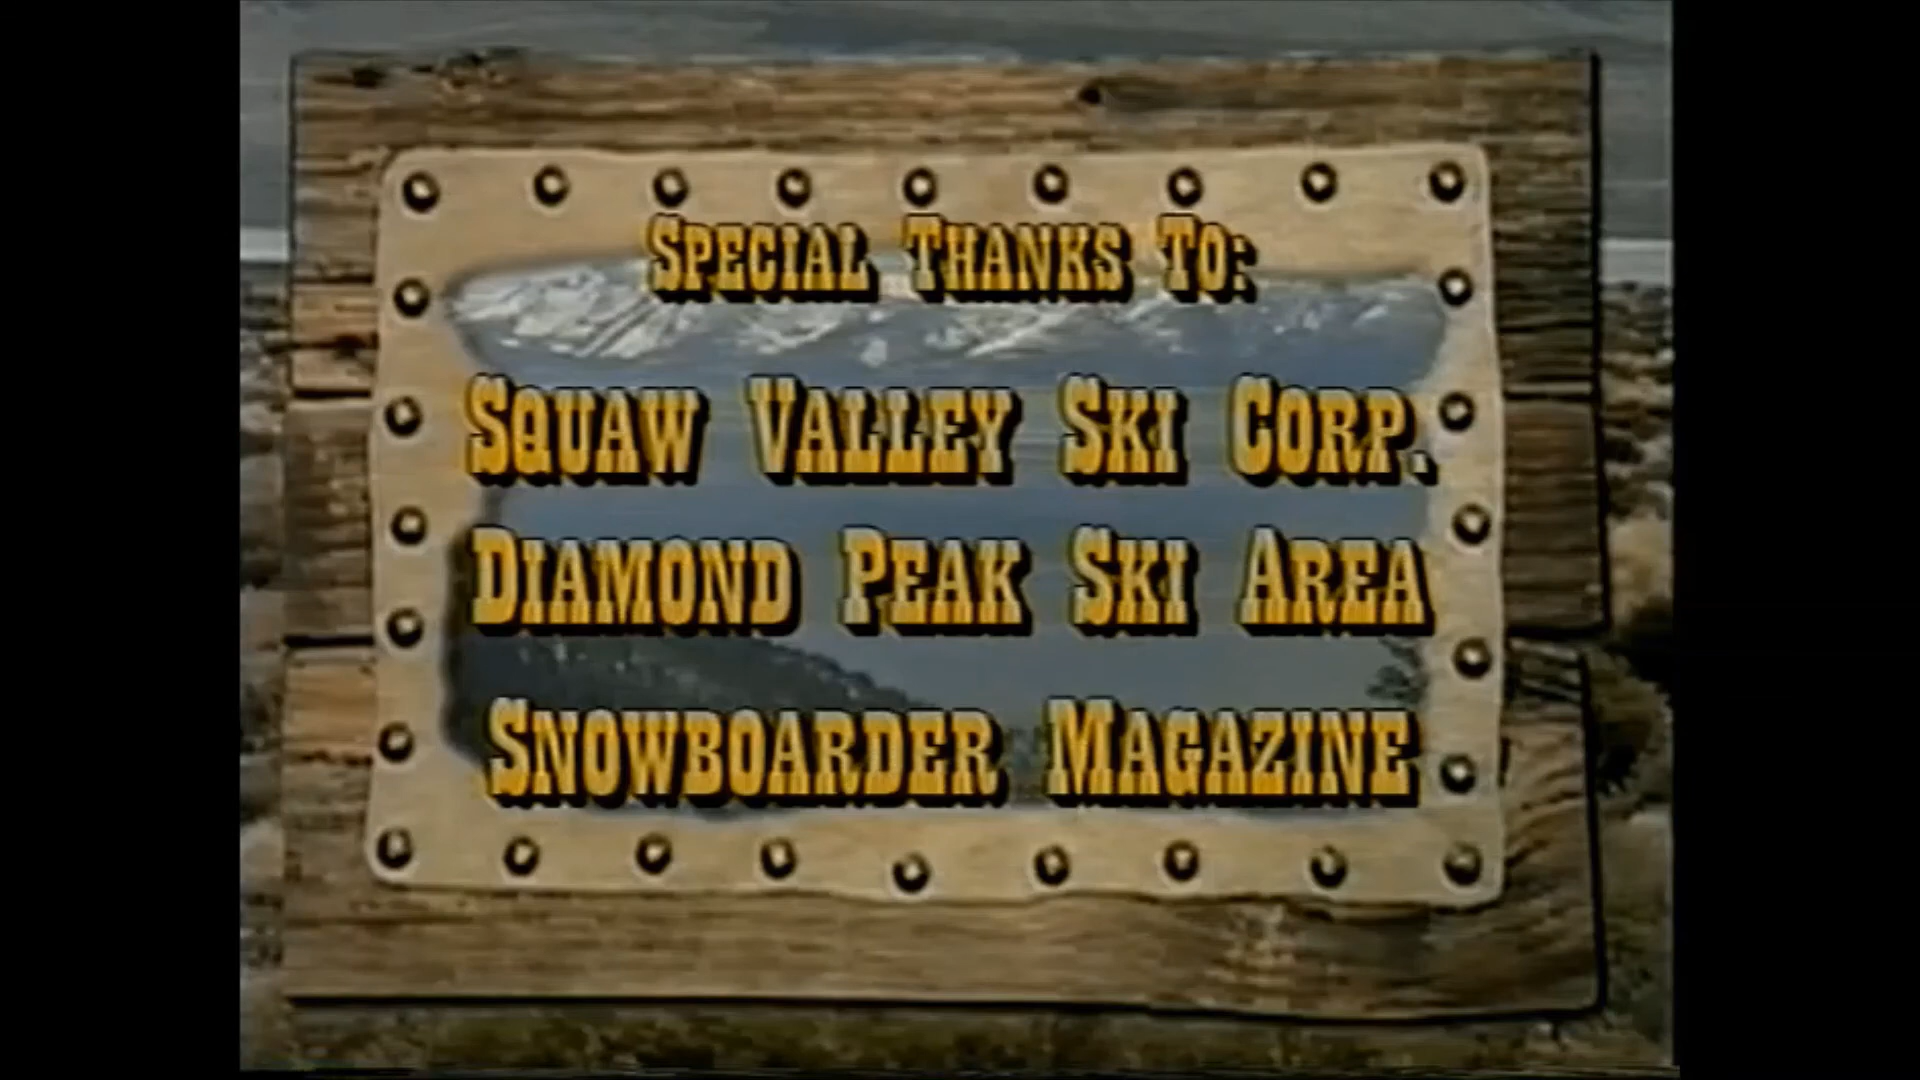 Special Thanks To:
Squaw Valley Ski Corp.
Diamond Peak Ski Area
Snowboarder Magazine